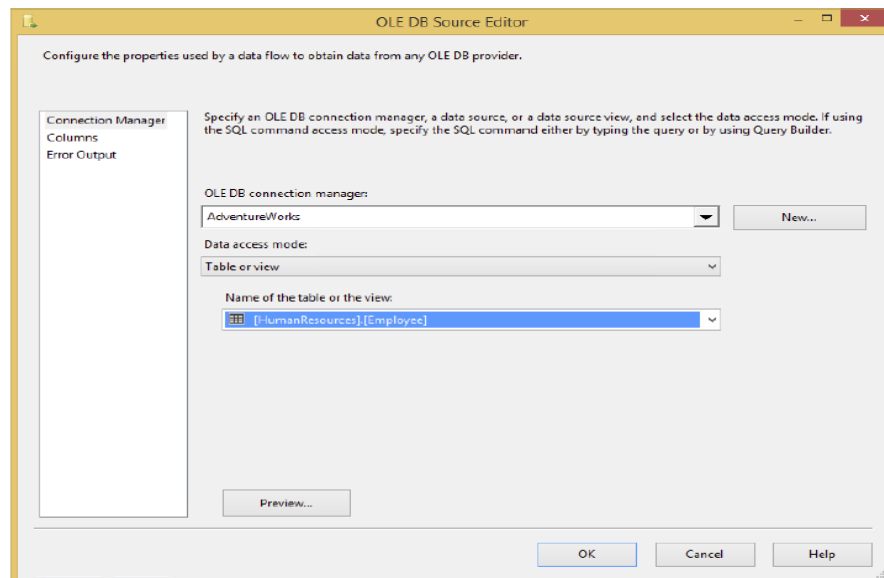 OLE DB Source Editor
Configure the properties used by a data flow to obtain data from any OLE DB provider.
Connection Manager
Columns
Error Output
Specify an OLE DB connection manager, a data source, or a data source view, and select the data access mode. If using
the SQL command access mode, specify the SQL command either by typing the query or by using Query Builder.
OLE DB connection manager:
AdventureWorks
New...
Data access mode:
Table or view
Name of the table or the view:
[HumanResources].[Employee]
Preview...
OK
Cancel
Help